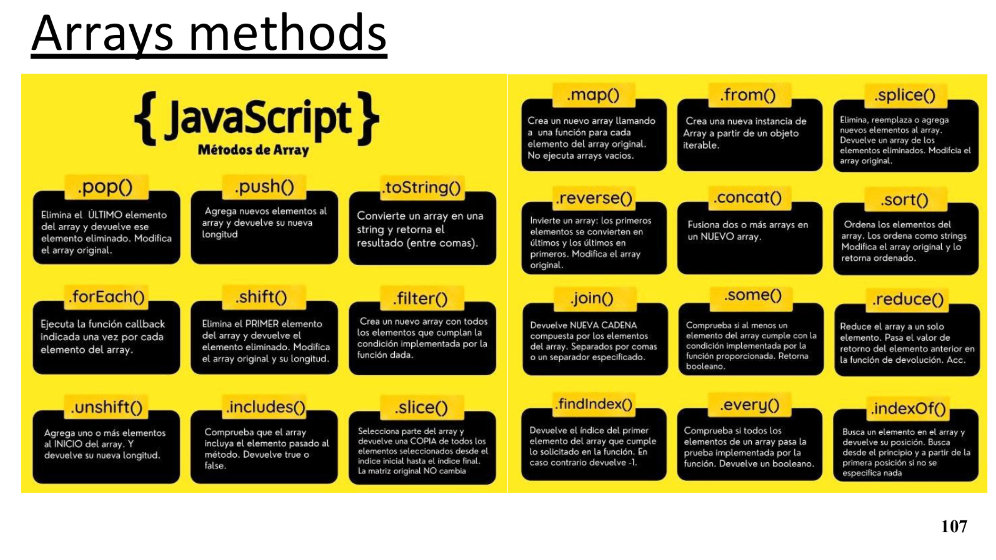 Arrays methods
{ JavaScript }
Métodos de Array
.pop()
Elimina el ÚLTIMO elemento
del array y devuelve ese
elemento eliminado. Modifica
el array original.
.push()
Agrega nuevos elementos al
array y devuelve su nueva
longitud
.toString()
Convierte un array en una
string y retorna el
resultado (entre comas).
.forEach()
Ejecuta la función callback
indicada una vez por cada
elemento del array.
.shift()
Elimina el PRIMER elemento
del array y devuelve el
elemento eliminado. Modifica
el array original y su longitud.
.filter()
Crea un nuevo array con todos
los elementos que cumplan la
condición implementada por la
función dada.
.unshift()
Agrega uno o más elementos
al INICIO del array. Y
devuelve su nueva longitud.
.includes()
Comprueba que el array
incluya el elemento pasado al
método. Devuelve true o
false.
.slice()
Selecciona parte del array y
devuelve una COPIA de todos los
elementos seleccionados desde el
indice inicial hasta el índice final.
La matriz original NO cambia
.map()
Crea un nuevo array llamando
a una función para cada
elemento del array original.
No ejecuta arrays vacios.
.from()
Crea una nueva instancia de
Array a partir de un objeto
iterable.
.splice()
Elimina, reemplaza o agrega
nuevos elementos al array.
Devuelve un array de los
elementos eliminados. Modifcia el
array original.
.reverse()
Invierte un array: los primeros
elementos se convierten en
últimos y los últimos en
primeros. Modifica el array
original.
.concat()
Fusiona dos o más arrays en
un NUEVO array.
.sort()
Ordena los elementos del
array. Los ordena como strings
Modifica el array original y lo
retorna ordenado.
.join()
Devuelve NUEVA CADENA
compuesta por los elementos
del array. Separados por comas
o un separador especificado.
.some()
Comprueba si al menos un
elemento del array cumple con la
condición implementada por la
función proporcionada. Retorna
booleano.
.reduce()
Reduce el array a un solo
elemento. Pasa el valor de
retorno del elemento anterior en
la función de devolución. Acc.
.findIndex()
Devuelve el índice del primer
elemento del array que cumple
lo solicitado en la función. En
caso contrario devuelve -1.
.every()
Comprueba si todos los
elementos de un array pasa la
prueba implementada por la
función. Devuelve un booleano.
.indexOf()
Busca un elemento en el array y
devuelve su posición. Busca
desde el principio y a partir de la
primera posición si no se
especifica nada
107